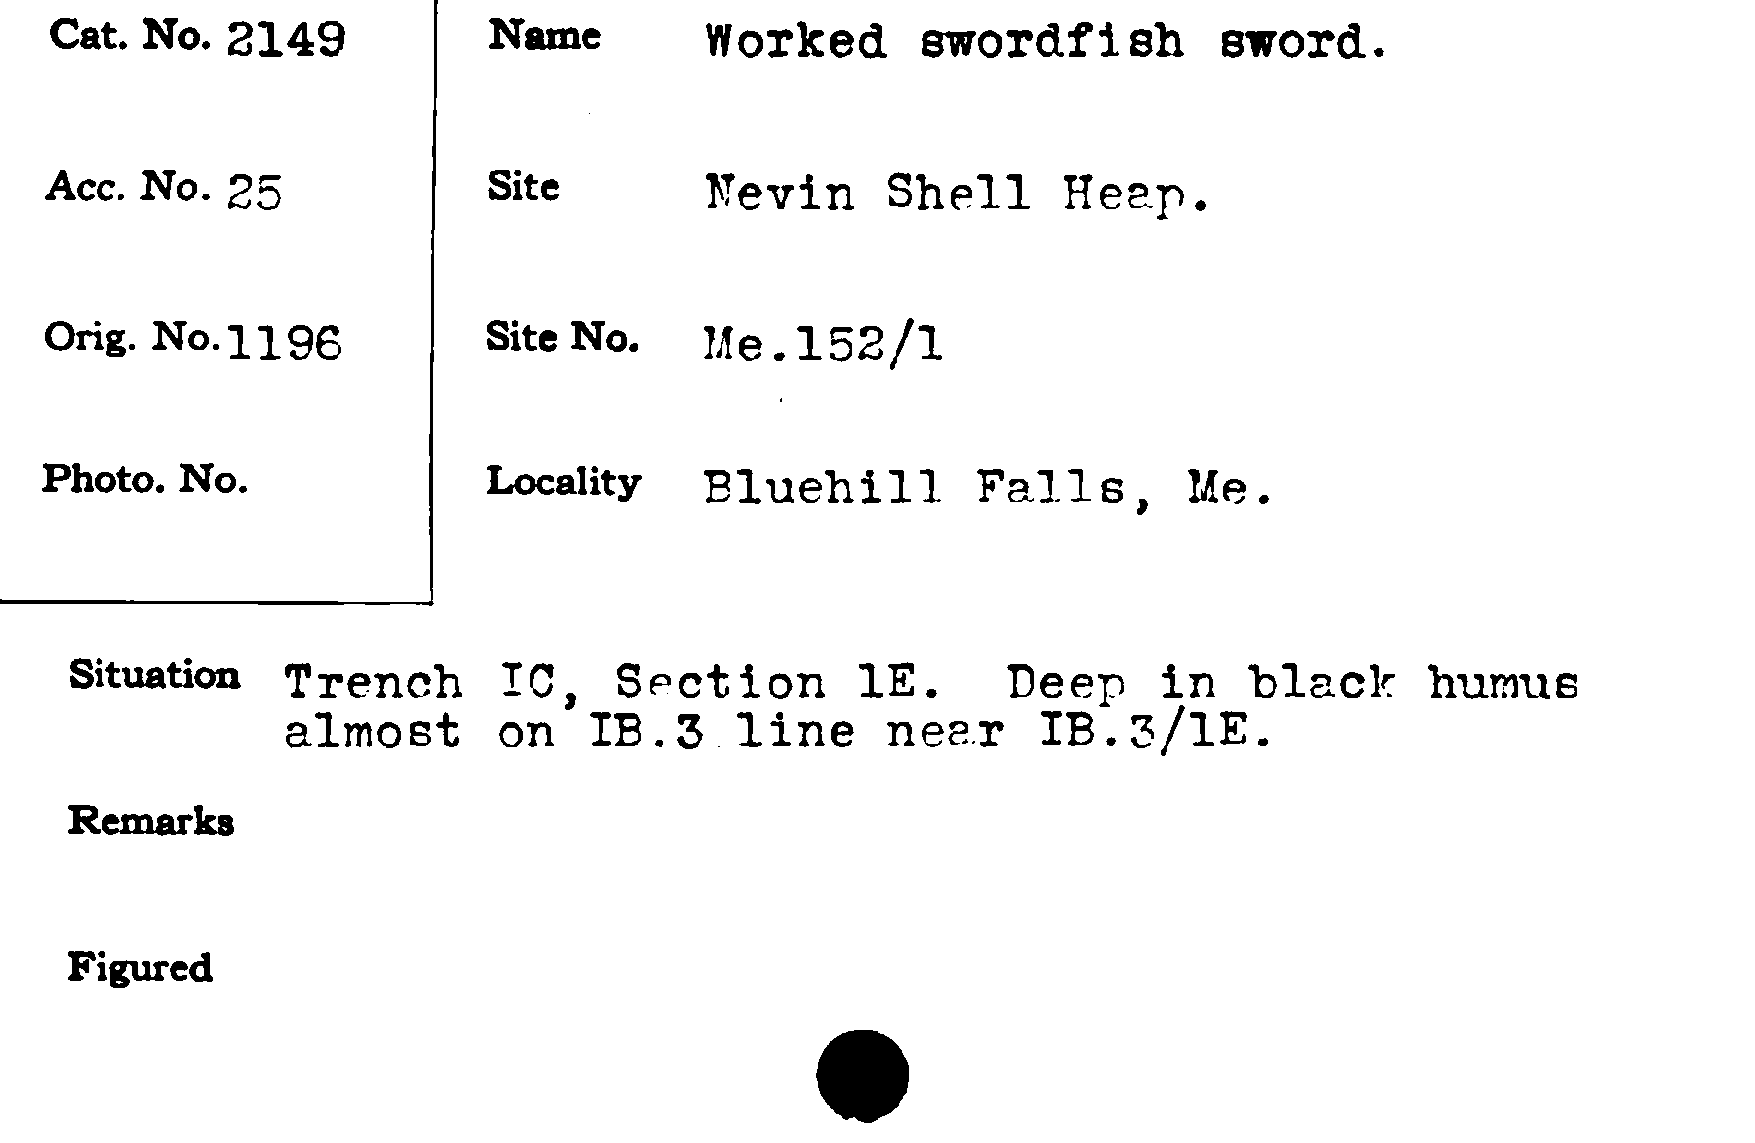 Cat. No. 2149
Name Worked swordfish sword.
Acc. No. 25
Site Nevin Shell Heap.
Orig. No. 1196
Site No. Me.152/1
Photo. No.
Locality Bluehill Falls, Me.
Situation Trench IC, Section 1E. Deep in black humus
almost on IB.3 line near IB.3/1E.
Remarks
Figured